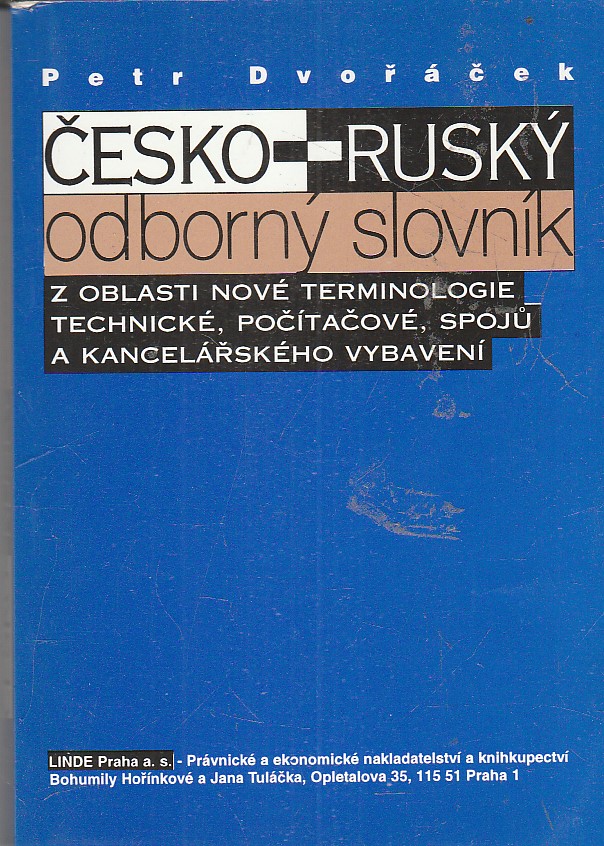 Petr Dvořáček
ČESKO-RUSKÝ
odborný slovník
Z OBLASTI NOVÉ TERMINOLOGIE
TECHNICKÉ, POČÍTAČOVÉ, SPOJŮ
A KANCELÁŘSKÉHO VYBAVENÍ
LINDE Praha a. s. - Právnické a ekonomické nakladatelství a knihkupectví
Bohumily Hořínkové a Jana Tuláčka, Opletalova 35, 115 51 Praha 1